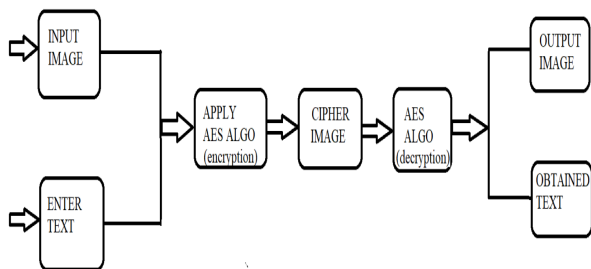 INPUT
IMAGE
ENTER
TEXT
APPLY
AES ALGO
(encryption)
CIPHER
IMAGE
AES
ALGO
(decryption)
OUTPUT
IMAGE
OBTAINED
TEXT